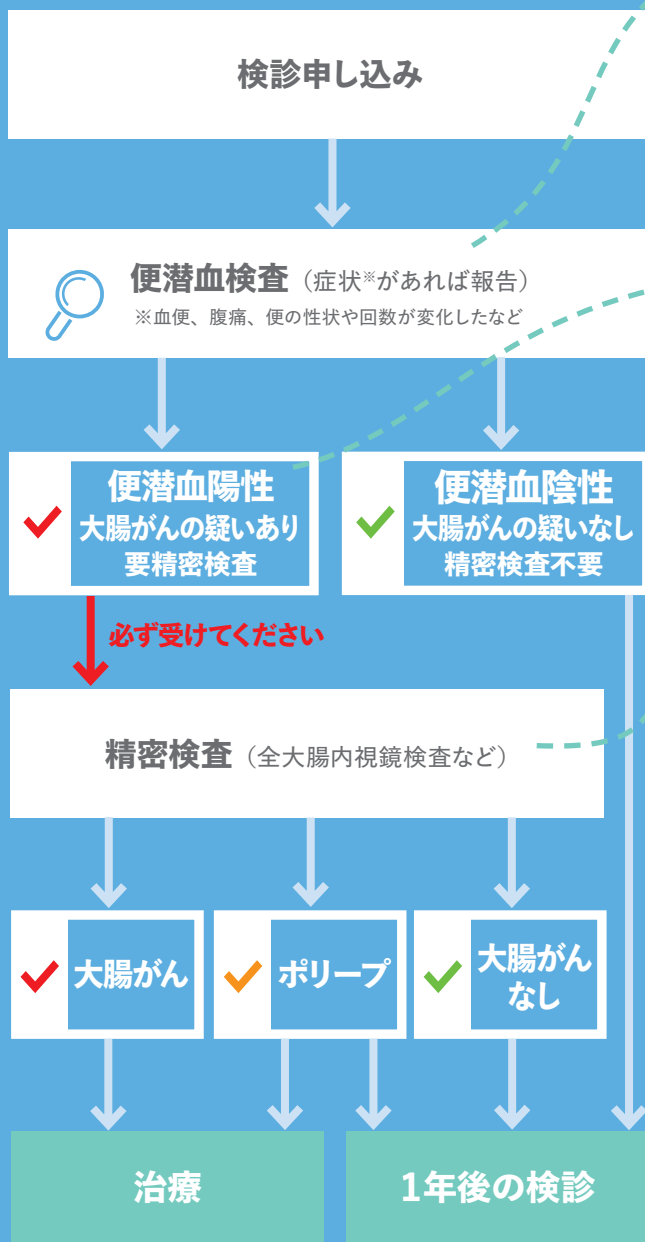 検診申し込み
便潜血検査（症状※があれば報告）
※血便、腹痛、便の性状や回数が変化したなど
便潜血陽性
大腸がんの疑いあり
要精密検査
便潜血陰性
大腸がんの疑いなし
精密検査不要
必ず受けてください
精密検査（全大腸内視鏡検査など）
大腸がん
ポリープ
大腸がん
なし
治療
1年後の検診